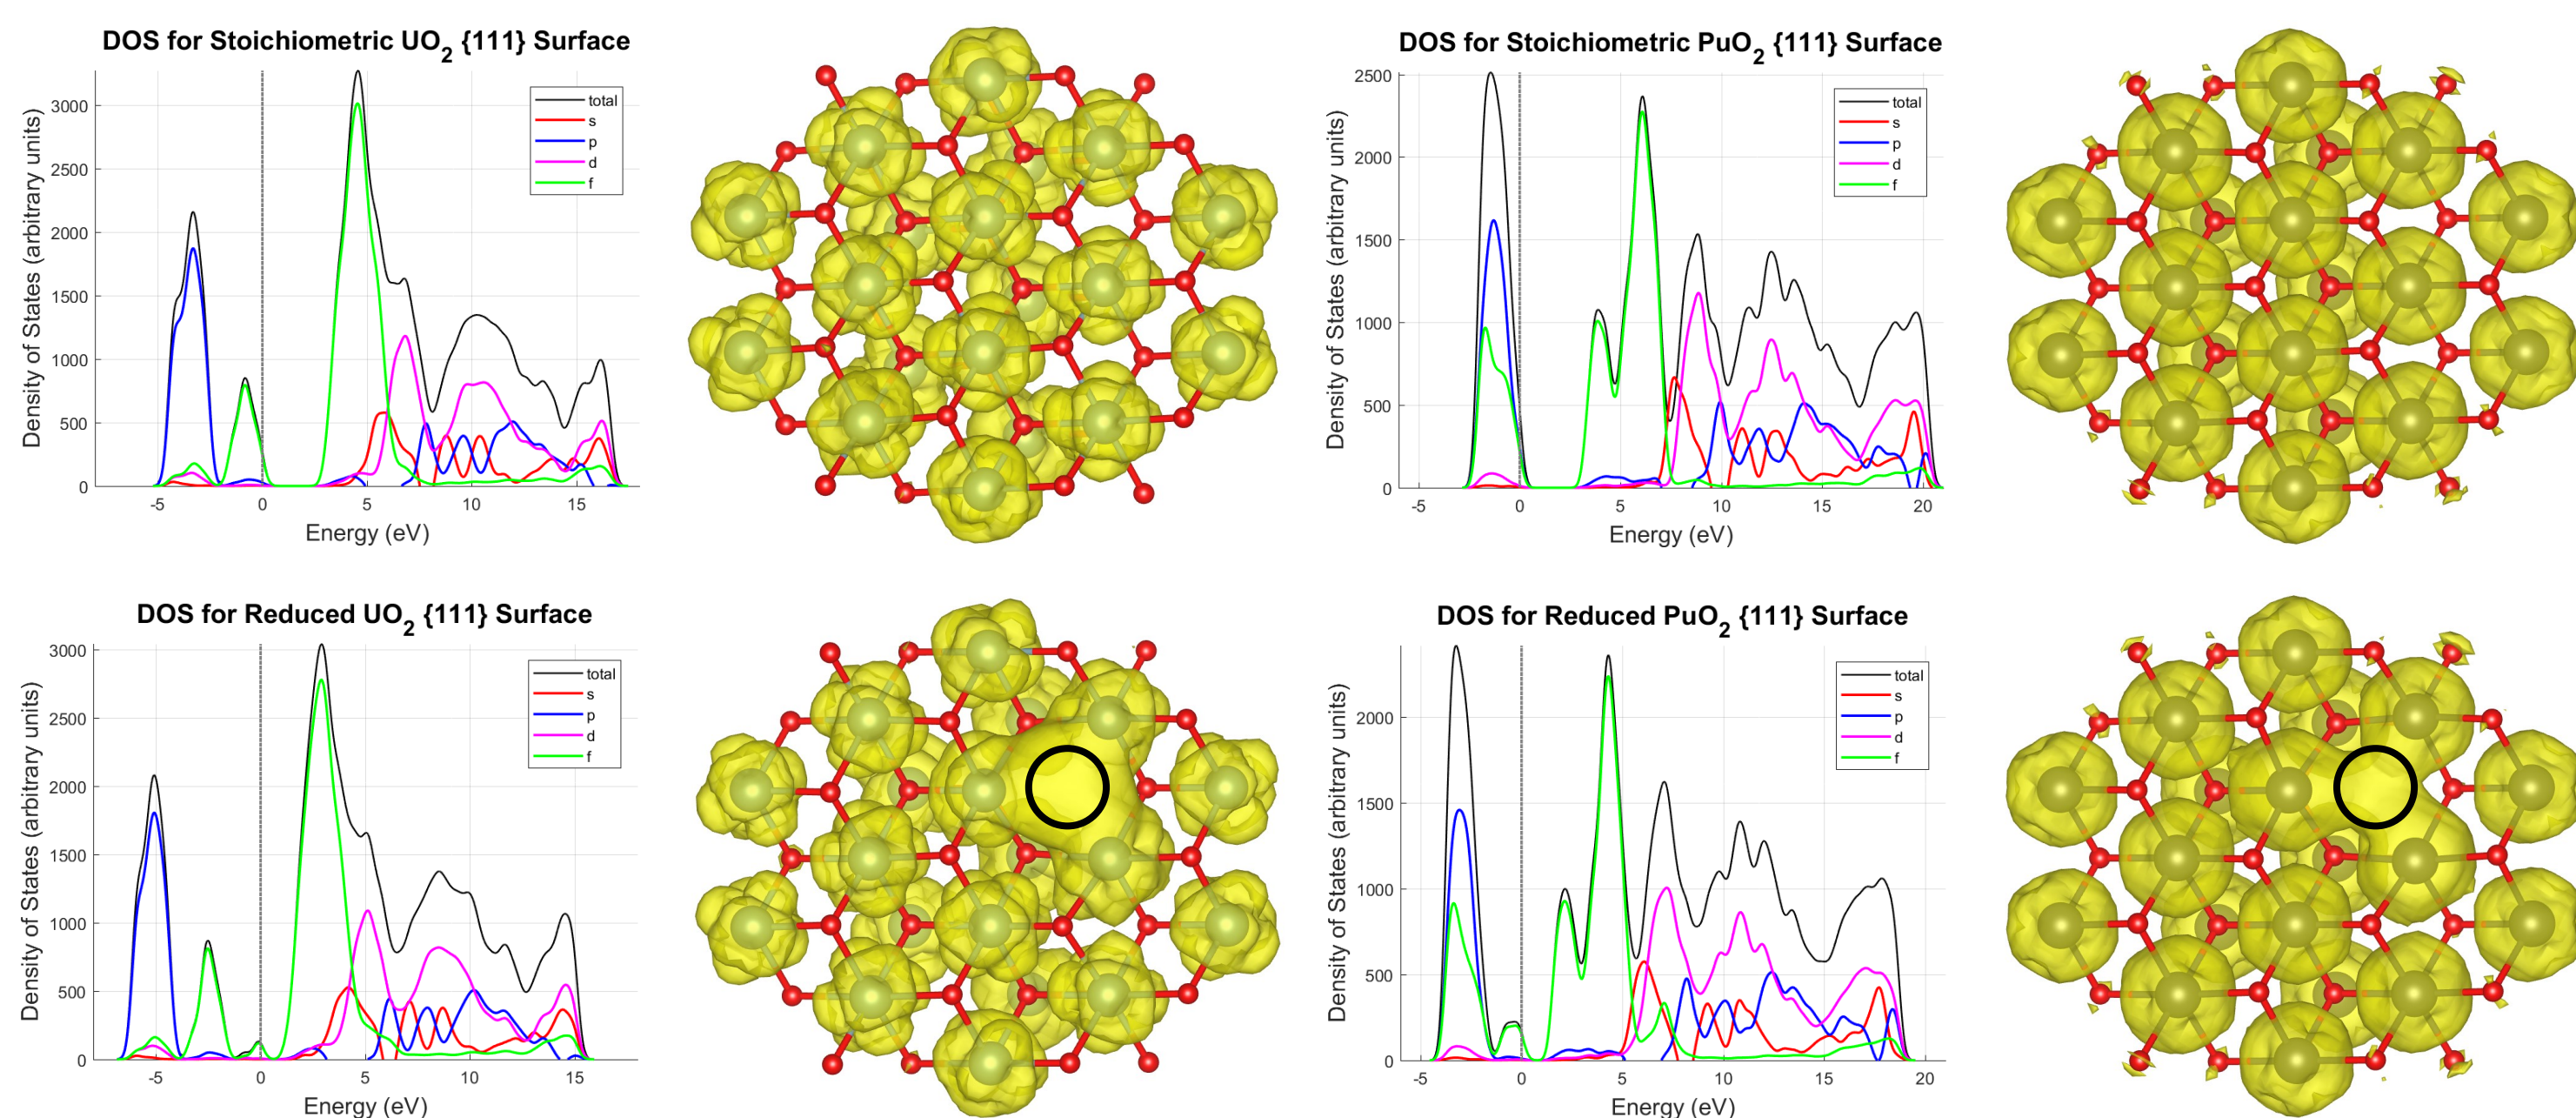 DOS for Stoichiometric UO2 {111} Surface
Density of States (arbitrary units)
3000
2500
2000
1500
1000
500
0
-5 0 5 10 15
Energy (eV)
total
s
p
d
f
DOS for Stoichiometric PuO2 {111} Surface
Density of States (arbitrary units)
2500
2000
1500
1000
500
0
-5 0 5 10 15 20
Energy (eV)
total
s
p
d
f
DOS for Reduced UO2 {111} Surface
Density of States (arbitrary units)
3000
2500
2000
1500
1000
500
0
-5 0 5 10 15
Energy (eV)
total
s
p
d
f
DOS for Reduced PuO2 {111} Surface
Density of States (arbitrary units)
2000
1500
1000
500
0
-5 0 5 10 15 20
Energy (eV)
total
s
p
d
f